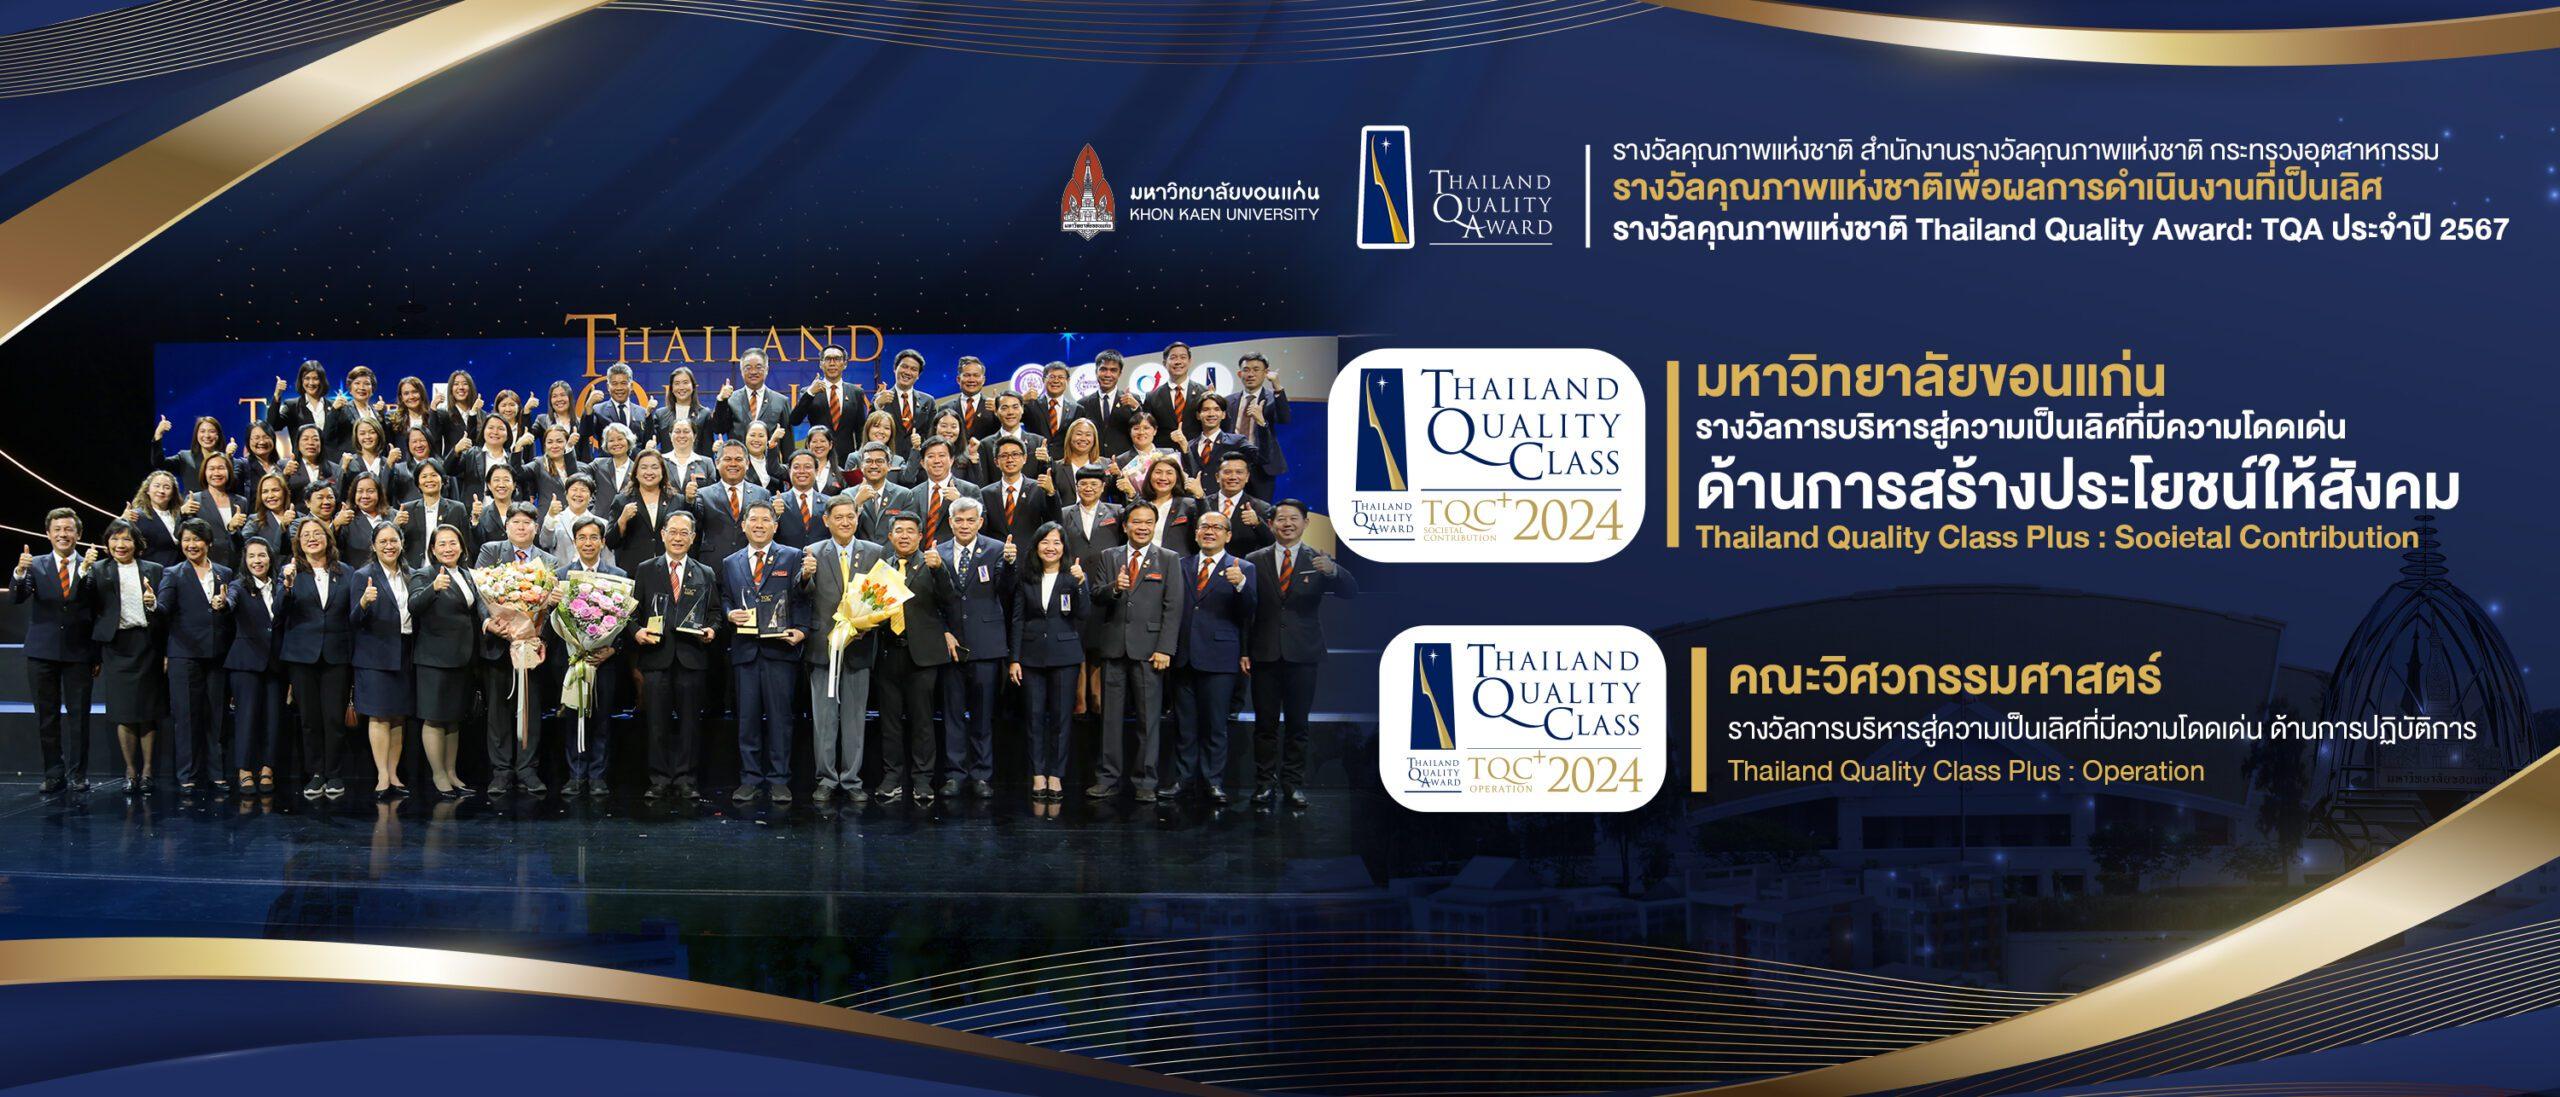 มหาวิทยาลัยขอนแก่น
KHON KAEN UNIVERSITY
THAILAND
QUALITY
AWARD
รางวัลคุณภาพแห่งชาติ สำนักงานรางวัลคุณภาพแห่งชาติ กระทรวงอุตสาหกรรม
รางวัลคุณภาพแห่งชาติเพื่อผลการดำเนินงานที่เป็นเลิศ
รางวัลคุณภาพแห่งชาติ Thailand Quality Award: TQA ประจำปี 2567
THAILAND
THAILAND
QUALITY
CLASS
THAILAND
QUALITY
AWARD
TQC+ 2024
SOCIETAL
CONTRIBUTION
มหาวิทยาลัยขอนแก่น
รางวัลการบริหารสู่ความเป็นเลิศที่มีความโดดเด่น
ด้านการสร้างประโยชน์ให้สังคม
Thailand Quality Class Plus : Societal Contribution
THAILAND
QUALITY
CLASS
THAILAND
QUALITY
AWARD
TQC+ 2024
OPERATION
คณะวิศวกรรมศาสตร์
รางวัลการบริหารสู่ความเป็นเลิศที่มีความโดดเด่น ด้านการปฏิบัติการ
Thailand Quality Class Plus : Operation
มหาวิทยาลัยขอนแก่น